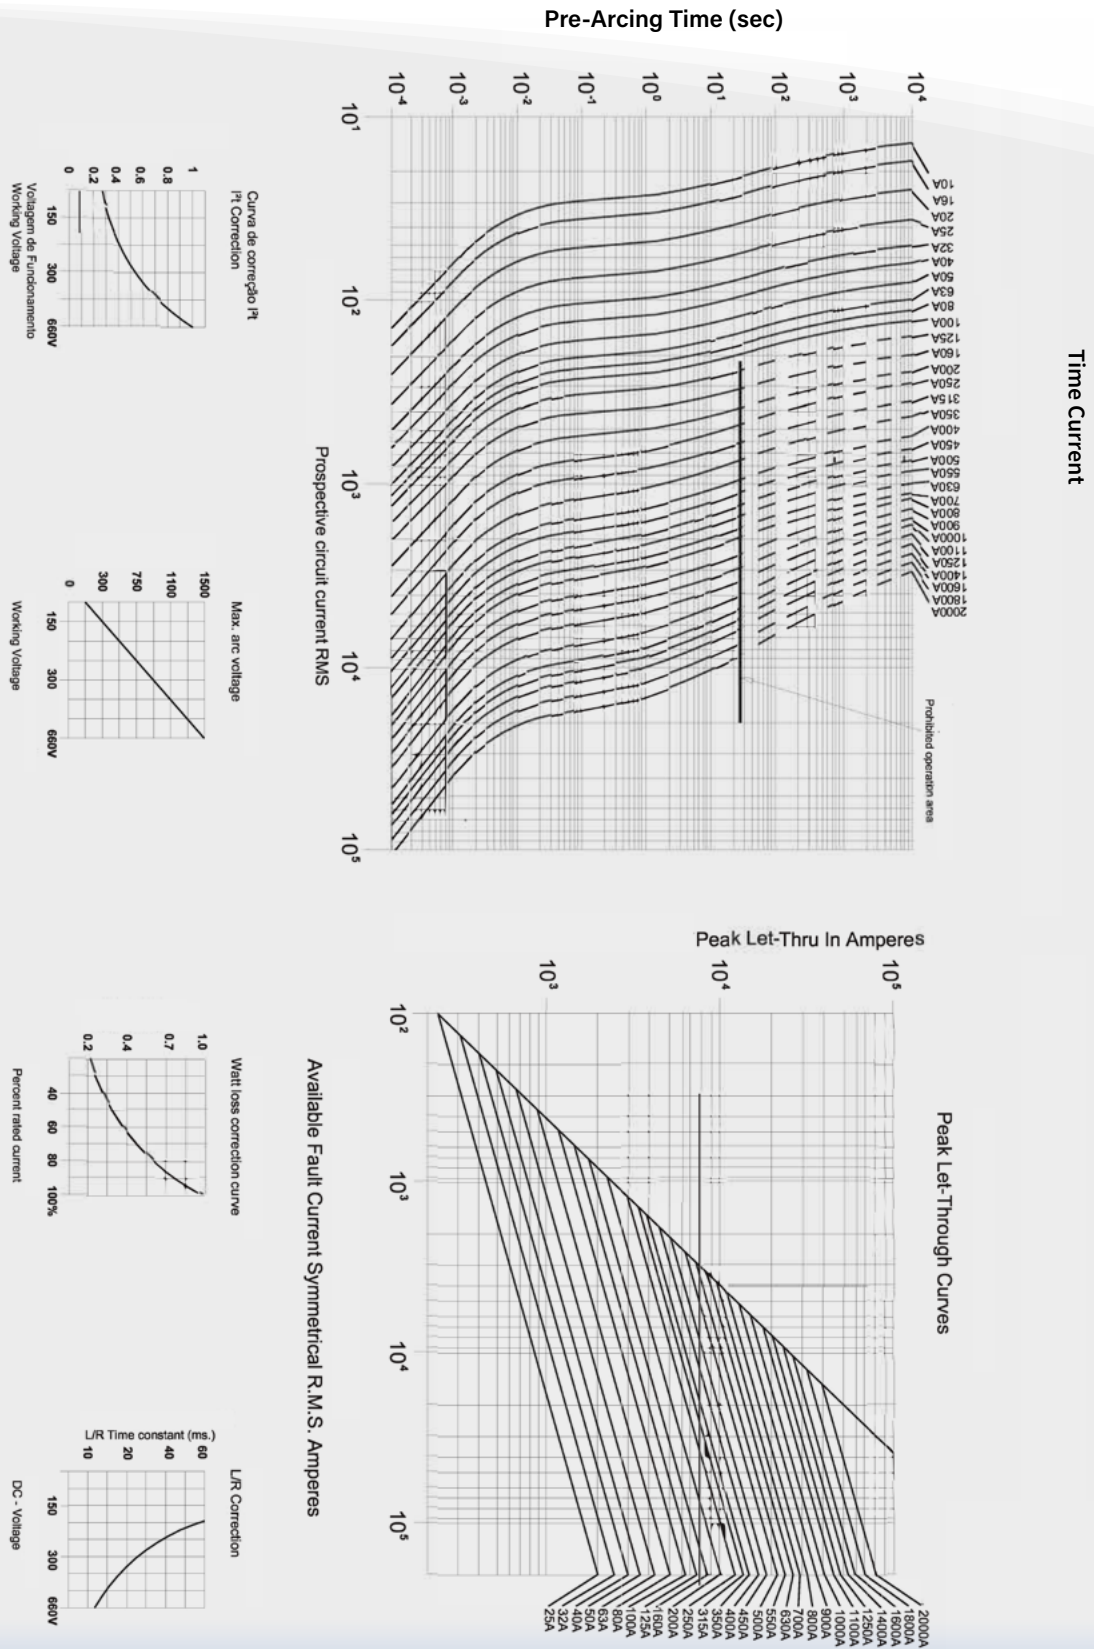 Pre-Arcing Time (sec)
Time Current
10⁻⁴
10⁻³
10⁻²
10⁻¹
10⁰
10¹
10²
10³
10⁴
10¹
10²
10³
10⁴
10⁵
Prospective circuit current RMS
10A
16A
20A
25A
32A
40A
50A
63A
80A
100A
125A
160A
200A
250A
315A
350A
400A
450A
500A
550A
630A
700A
800A
900A
1000A
1100A
1250A
1400A
1600A
1800A
2000A
Prohibited operation area
Curva de correção I²t
I²t Correction
1
0.8
0.6
0.4
0.2
0
150
300
660V
Voltagem de Funcionamento
Working Voltage
Max. arc voltage
1500
1100
750
300
0
150
300
660V
Working Voltage
Peak Let-Through Curves
Peak Let-Thru In Amperes
10³
10⁴
10⁵
10²
10³
10⁴
10⁵
Available Fault Current Symmetrical R.M.S. Amperes
2000A
1800A
1600A
1400A
1250A
1100A
1000A
900A
800A
700A
630A
550A
500A
450A
400A
350A
315A
250A
200A
160A
125A
100A
80A
63A
50A
40A
32A
25A
Watt loss correction curve
1.0
0.7
0.4
0.2
40
60
80
100%
Percent rated current
L/R Correction
L/R Time constant (ms.)
60
40
20
10
150
300
660V
DC - Voltage